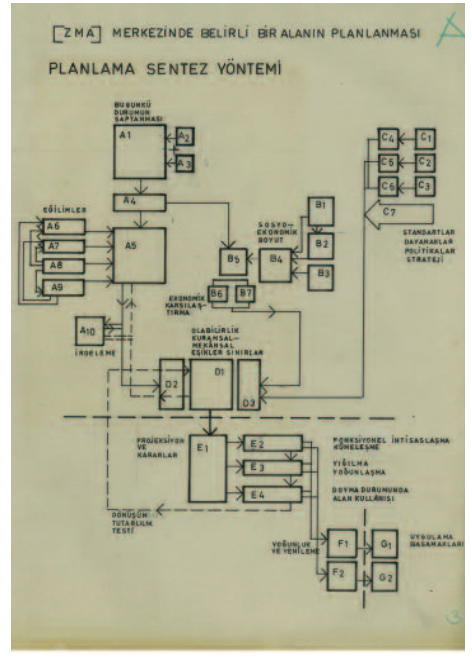 [ZMA] MERKEZİNDE BELİRLİ BİR ALANIN PLANLANMASI
A
PLANLAMA SENTEZ YÖNTEMİ
BUGÜNKÜ
DURUMUN
SAPTANMASI
A1
A2
A3
A4
C4
C1
C5
C2
C6
C3
C7
STANDARTLAR
DAYANAKLAR
POLİTİKALAR
STRATEJİ
EĞİLİMLER
A6
A7
A8
A9
A5
SOSYO-
EKONOMİK
BOYUT
B1
B2
B3
B4
B5
B6
B7
EKONOMİK
KARŞILAŞ-
TIRMA
A10
İRDELEME
OLABİLİRLİK
KURAMSAL-
MEKANSAL
EŞİKLER SINIRLAR
D2
D1
D3
PROJEKSİYON
VE KARARLAR
E1
E2
E3
E4
FONKSİYONEL İHTİSASLAŞMA
KÜMELEŞME
YIĞILMA
YOĞUNLAŞMA
DOYMA DURUMUNDA
ALAN KULLANIŞI
DÖNÜŞÜM
TUTARLILIK
TESTİ
YOĞUNLUK
VE YENİLEME
F1
F2
G1
G2
UYGULAMA
BASAMAKLARI
3